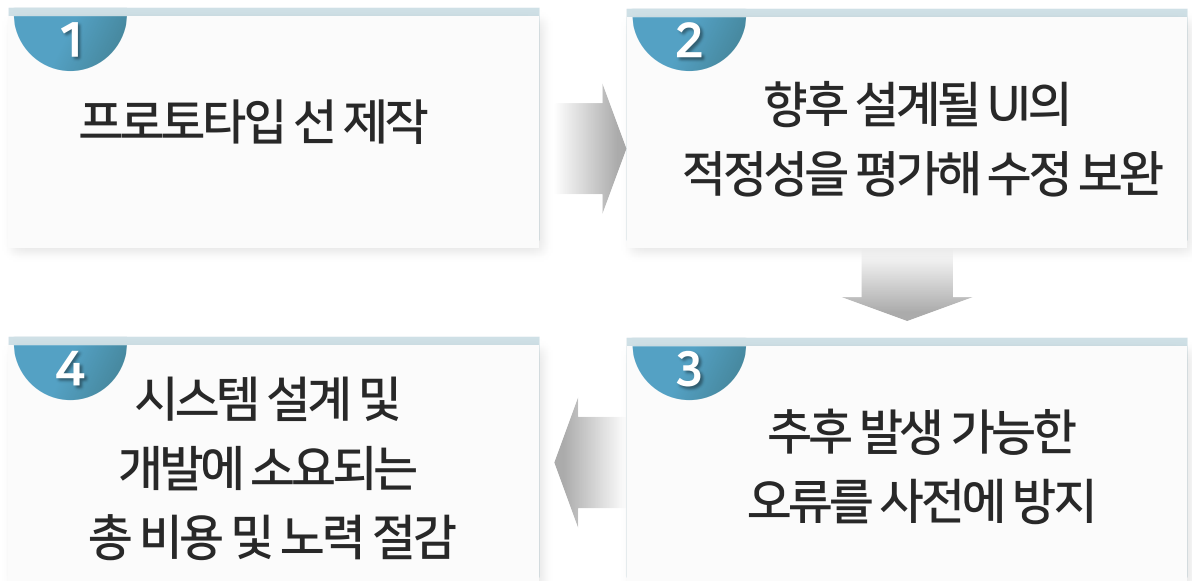 1
프로토타입 선 제작
2
향후 설계될 UI의
적정성을 평가해 수정 보완
3
추후 발생 가능한
오류를 사전에 방지
4
시스템 설계 및
개발에 소요되는
총 비용 및 노력 절감